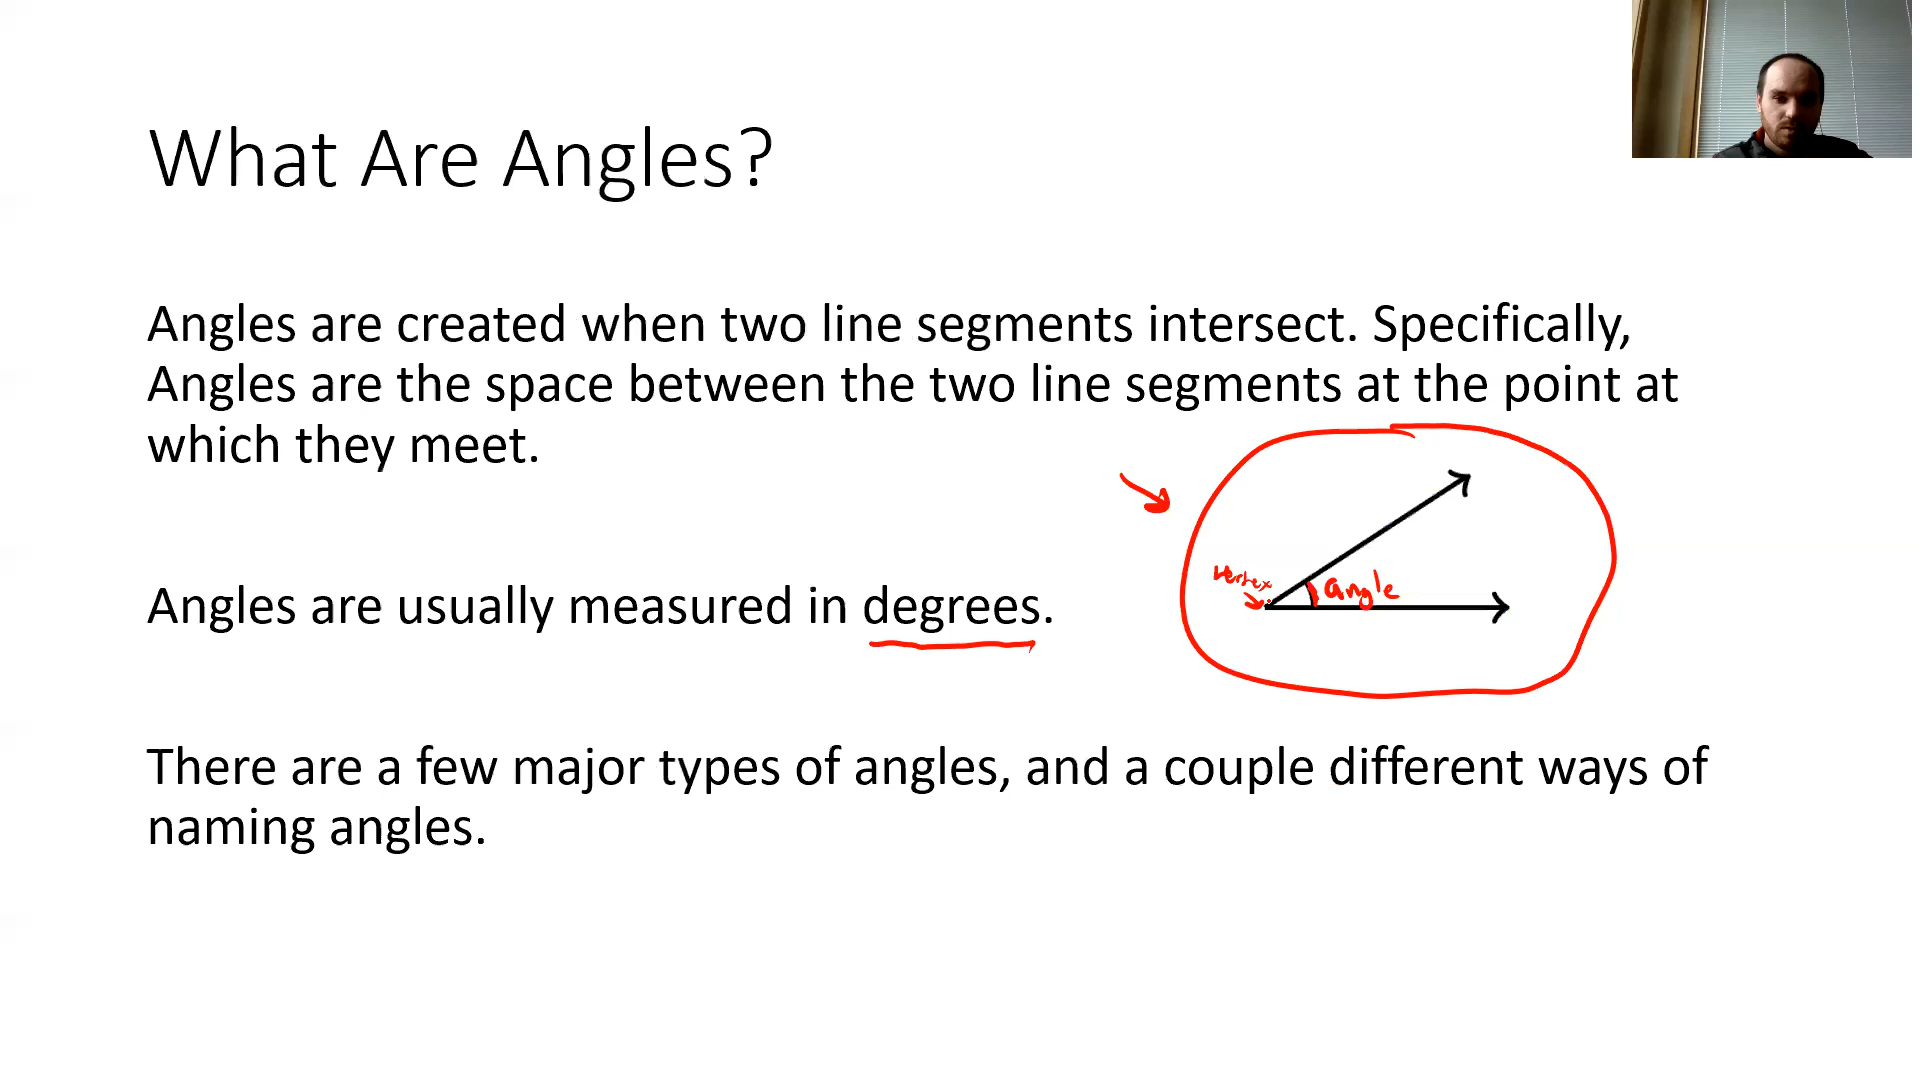 What Are Angles?
Angles are created when two line segments intersect. Specifically,
Angles are the space between the two line segments at the point at
which they meet.
vertex
angle
Angles are usually measured in degrees.
There are a few major types of angles, and a couple different ways of
naming angles.